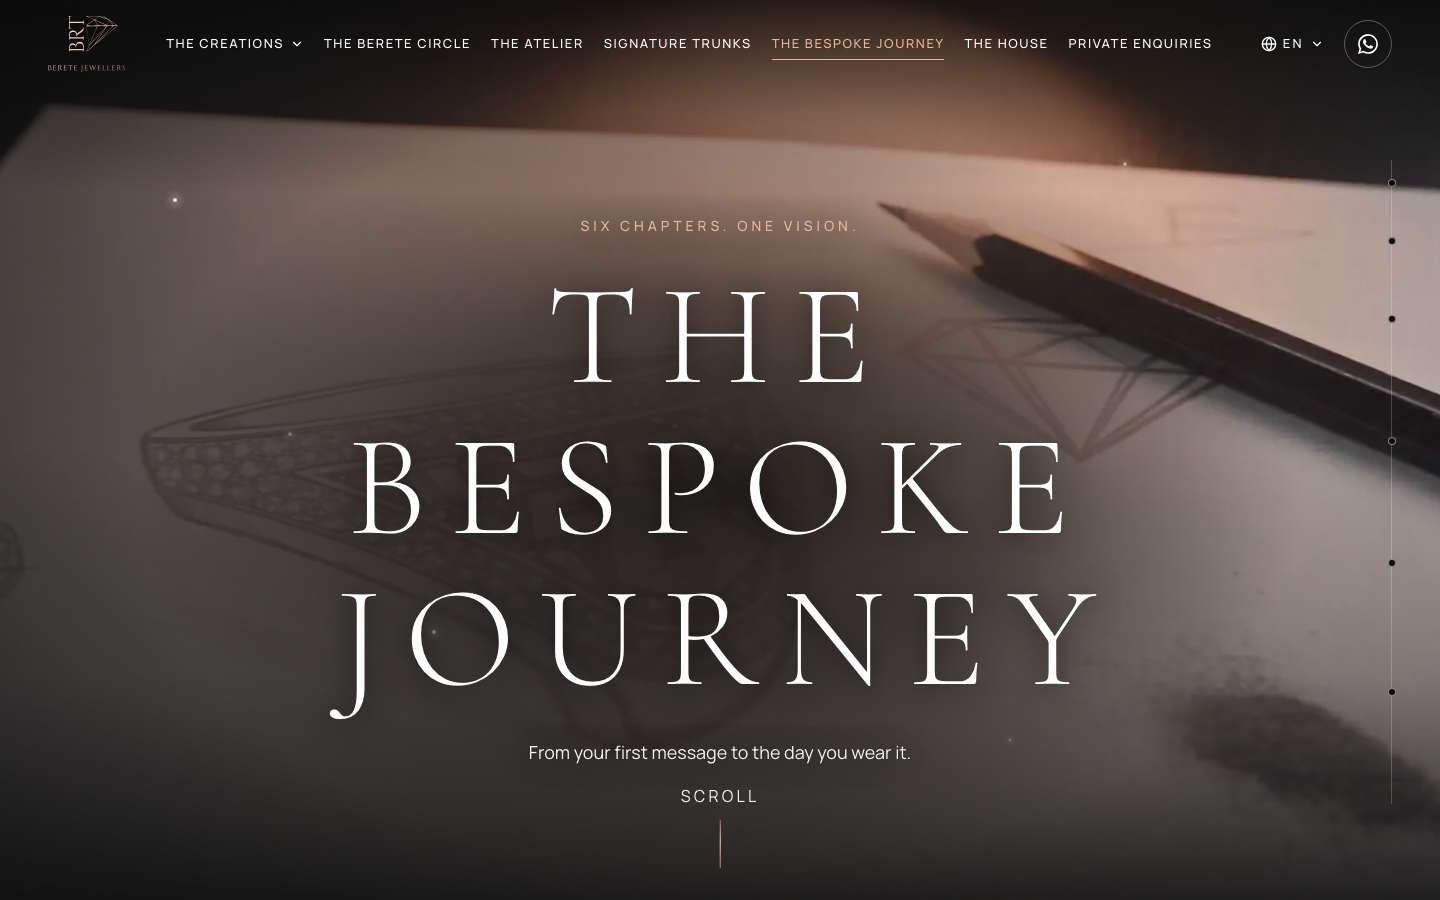 BRT
BERETE JEWELLERS
THE CREATIONS
THE BERETE CIRCLE
THE ATELIER
SIGNATURE TRUNKS
THE BESPOKE JOURNEY
THE HOUSE
PRIVATE ENQUIRIES
EN
SIX CHAPTERS. ONE VISION.
THE
BESPOKE
JOURNEY
From your first message to the day you wear it.
SCROLL